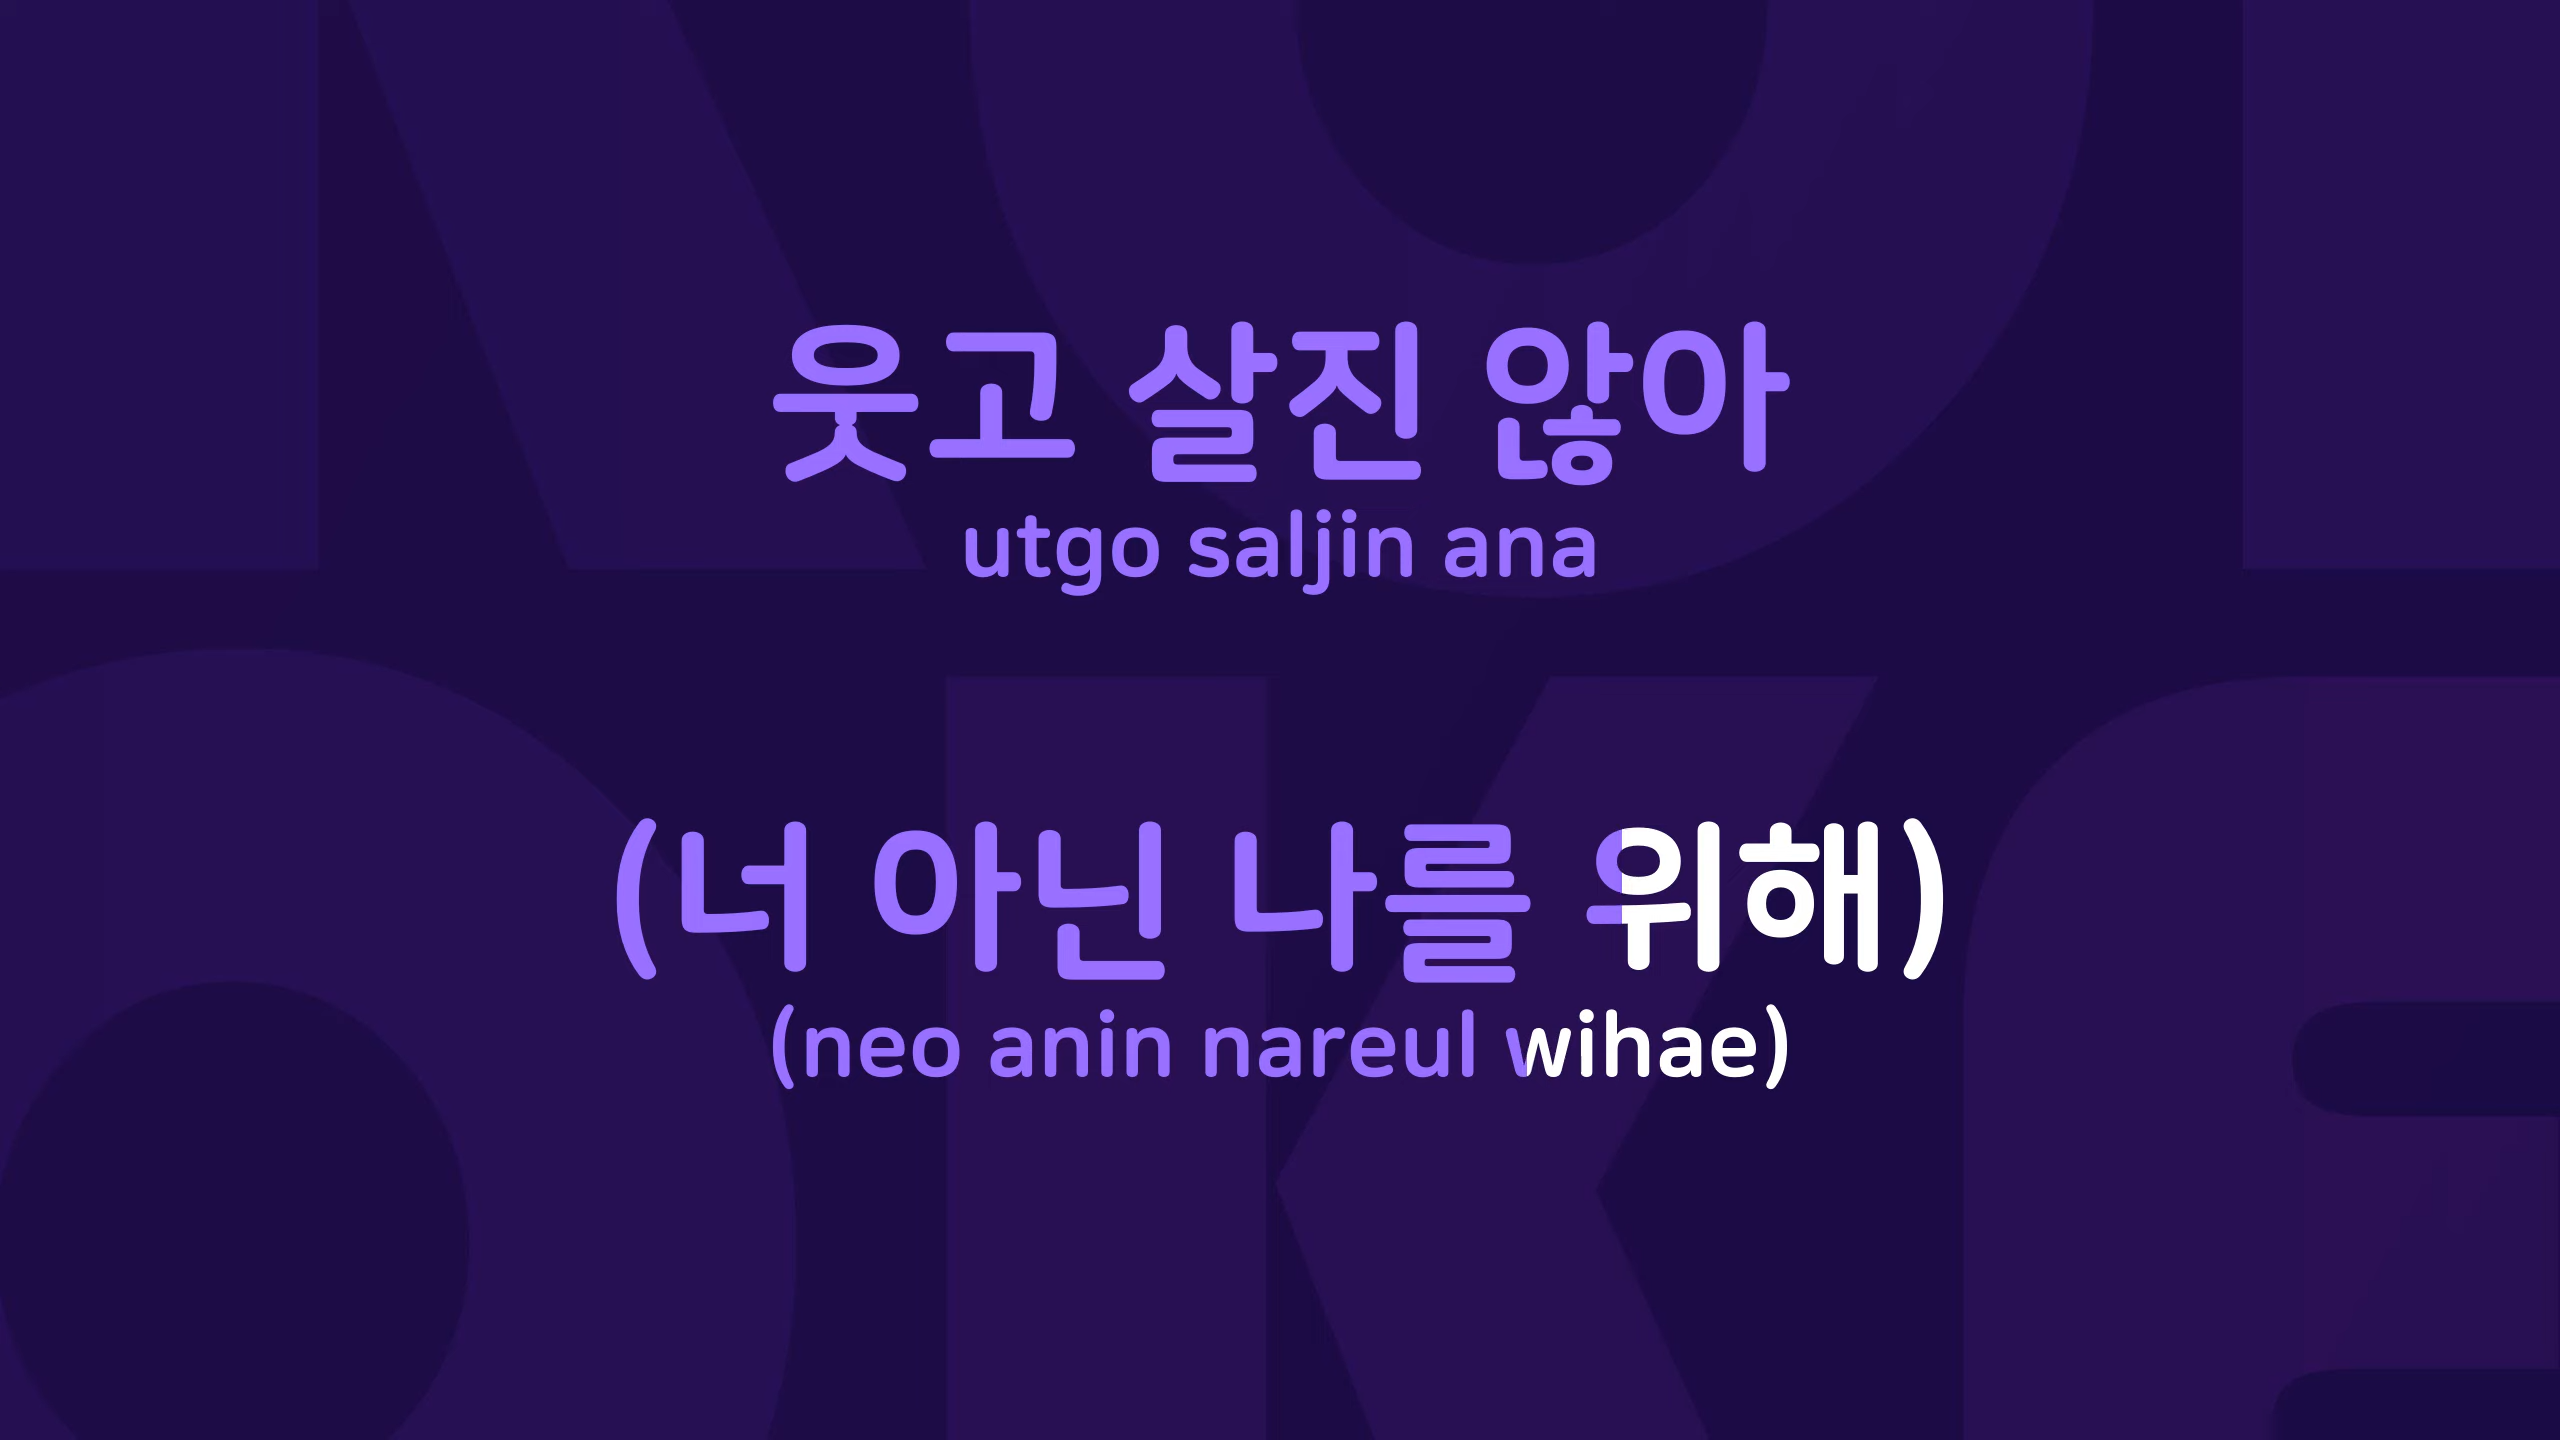 웃고 살진 않아
utgo saljin ana
(너 아닌 나를 위해)
(neo anin nareul wihae)